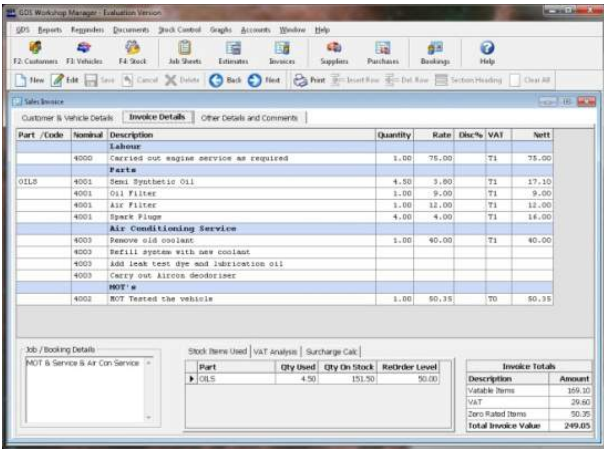 GDS Workshop Manager - Evaluation Version
GDS Reports Reminders Documents Stock Control Graphs Accounts Window Help
F2: Customers F3: Vehicles F4: Stock Job Sheets Estimates Invoices Suppliers Purchases Bookings Help
New Edit Save Cancel Delete Back Next Print Insert Row Del. Row Section Heading Clear All
Sales Invoice
Customer & Vehicle Details Invoice Details Other Details and Comments
Part /Code Nominal Description Quantity Rate Disc% VAT Nett
Labour
4000 Carried out engine service as required 1.00 75.00 T1 75.00
Parts
OILS 4001 Semi Synthetic Oil 4.50 3.80 T1 17.10
4001 Oil Filter 1.00 9.00 T1 9.00
4001 Air Filter 1.00 12.00 T1 12.00
4001 Spark Plugs 4.00 4.00 T1 16.00
Air Conditioning Service
4003 Remove old coolant 1.00 40.00 T1 40.00
4003 Refill system with new coolant
4003 Add leak test dye and lubrication oil
4003 Carry out Aircon deodoriser
MOT's
4002 MOT Tested the vehicle 1.00 50.35 T0 50.35
Job / Booking Details
MOT & Service & Air Con Service
Stock Items Used VAT Analysis Surcharge Calc
Part Qty Used Qty On Stock ReOrder Level
OILS 4.50 151.50 50.00
Invoice Totals
Description Amount
Vatable Items 169.10
VAT 29.60
Zero Rated Items 50.35
Total Invoice Value 249.05